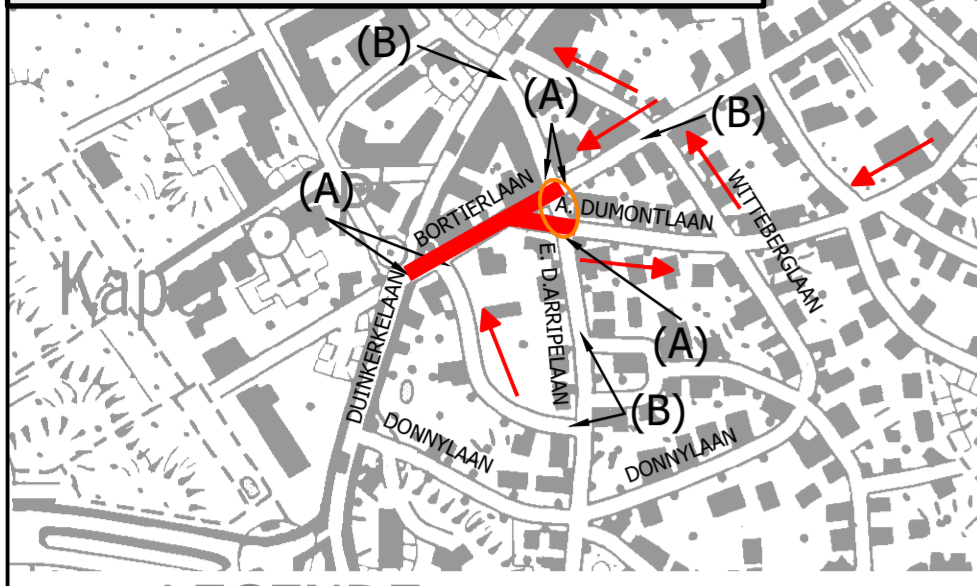 (B)
(A)
(B)
(A)
BORTIERLAAN
A. DUMONTLAAN
WITTEBERGLAAN
Kap
E. D.ARRIPELAAN
DUINKERKELAAN
(A)
(B)
DONNYLAAN
DONNYLAAN